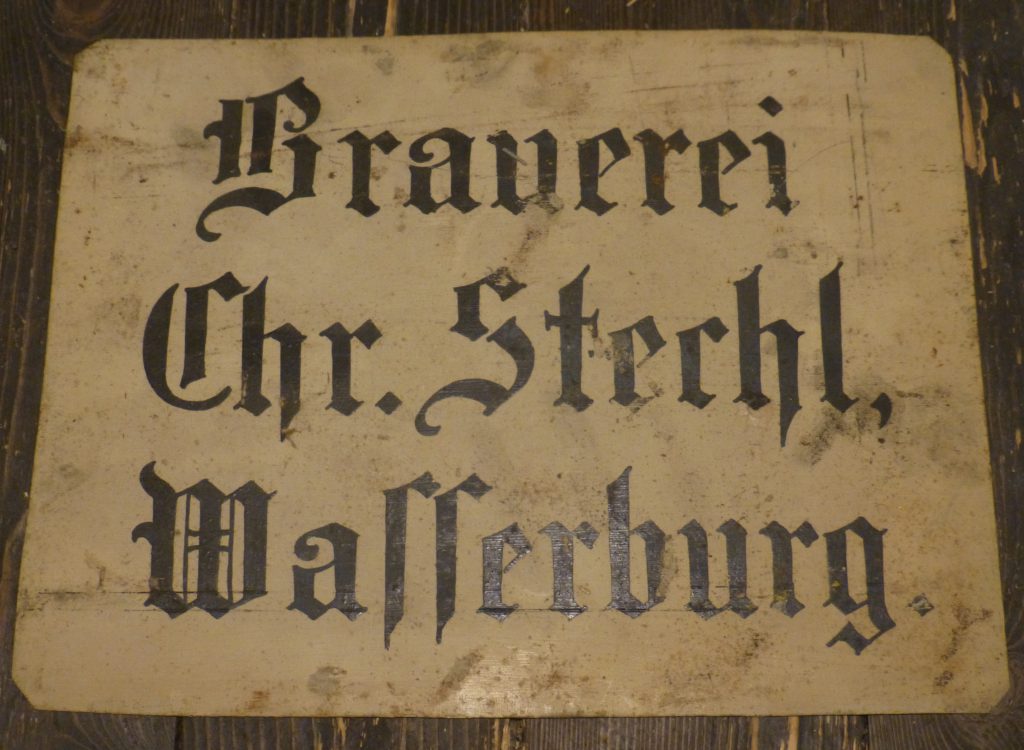 Brauerei
Chr. Stechl,
Waſſerburg.